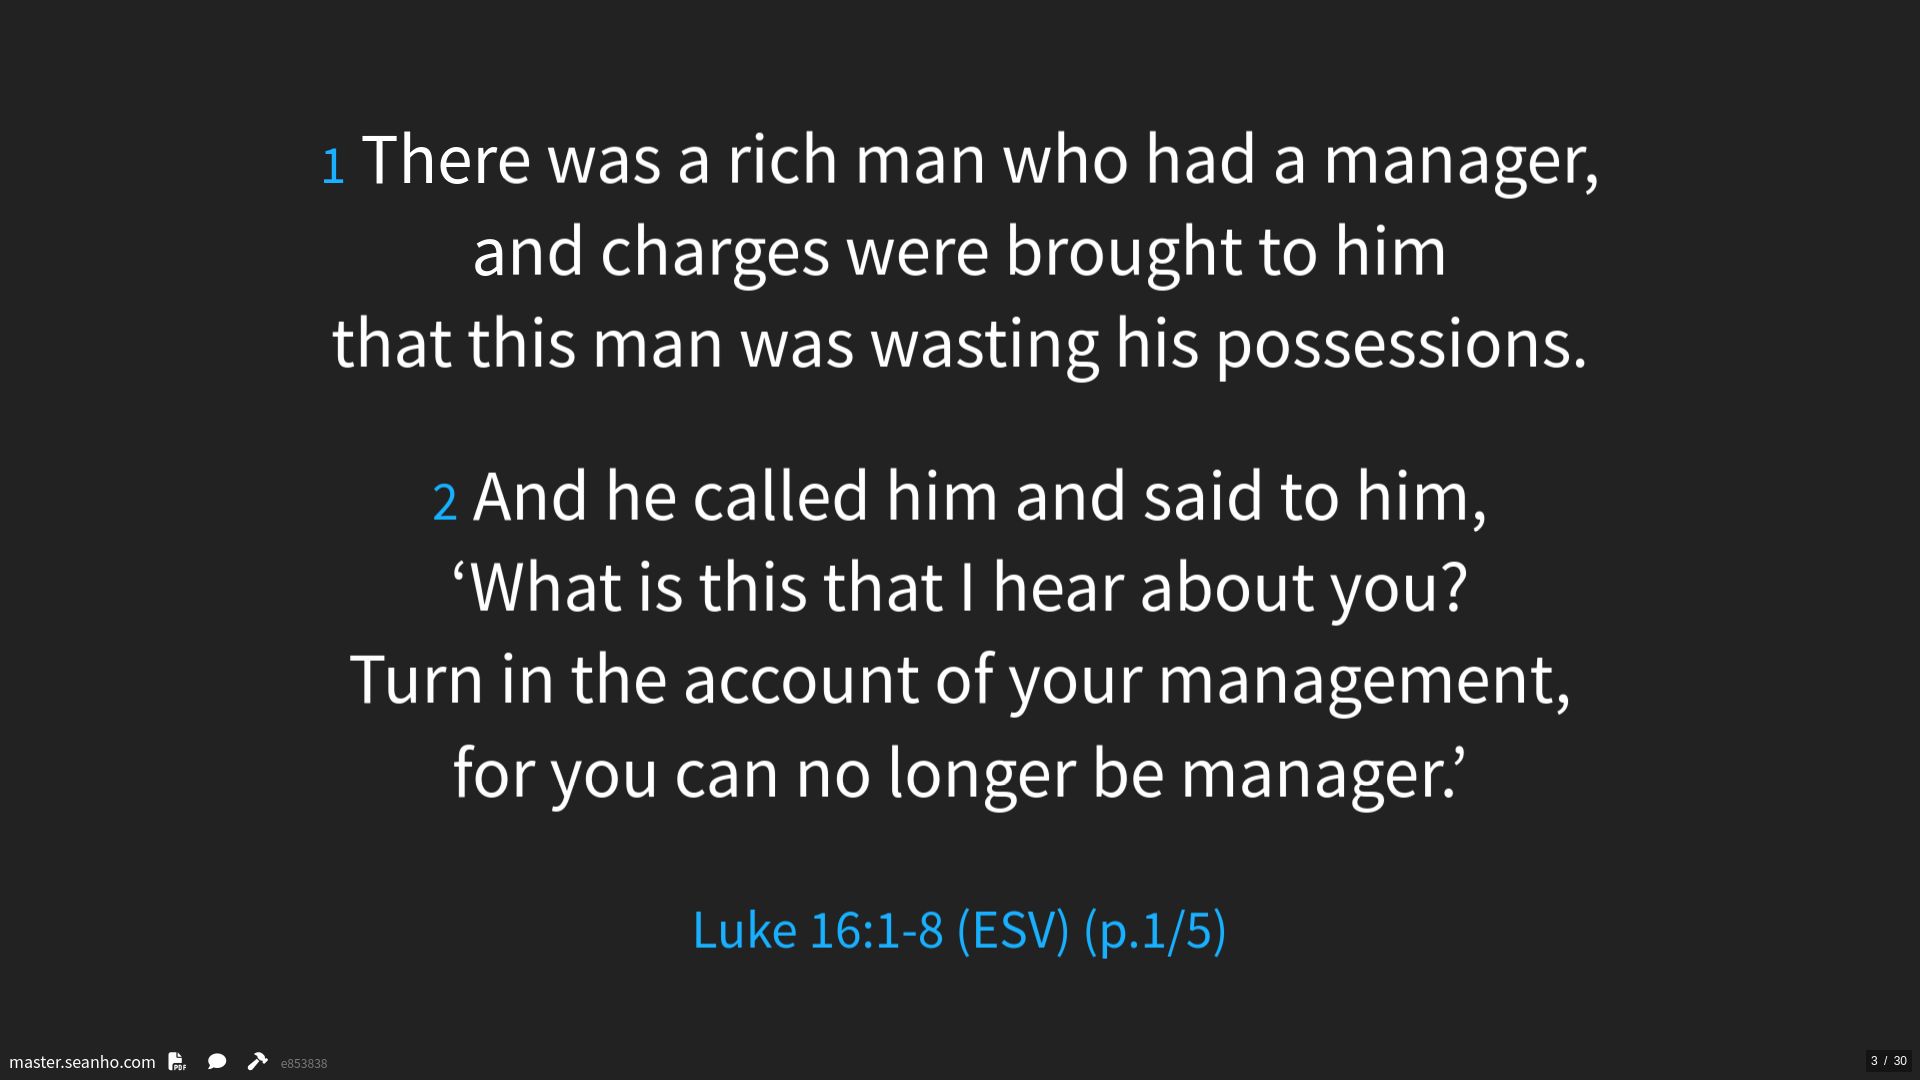 1 There was a rich man who had a manager,
and charges were brought to him
that this man was wasting his possessions.
2 And he called him and said to him,
‘What is this that I hear about you?
Turn in the account of your management,
for you can no longer be manager.’
Luke 16:1-8 (ESV) (p.1/5)
master.seanho.com PDF e853838
3 / 30